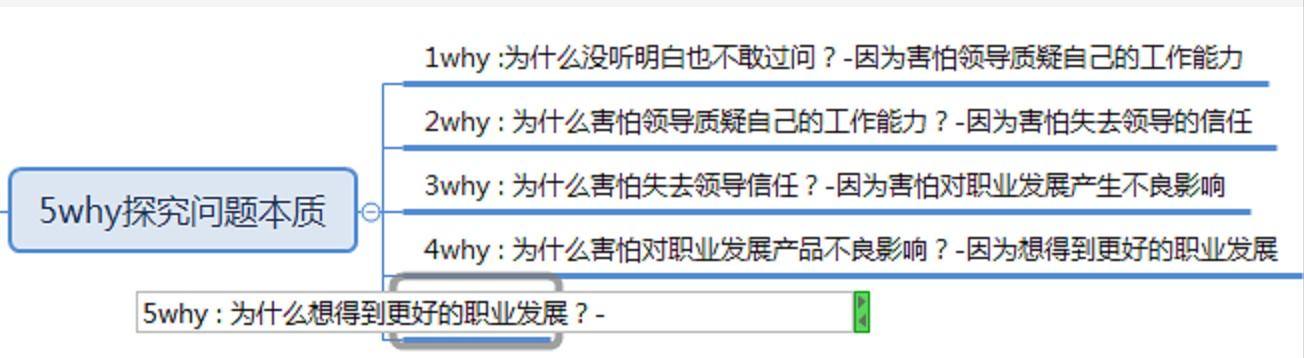 1why :为什么没听明白也不敢过问？-因为害怕领导质疑自己的工作能力
2why：为什么害怕领导质疑自己的工作能力？-因为害怕失去领导的信任
5why探究问题本质
3why：为什么害怕失去领导信任？-因为害怕对职业发展产生不良影响
4why：为什么害怕对职业发展产品不良影响？-因为想得到更好的职业发展
5why：为什么想得到更好的职业发展？-